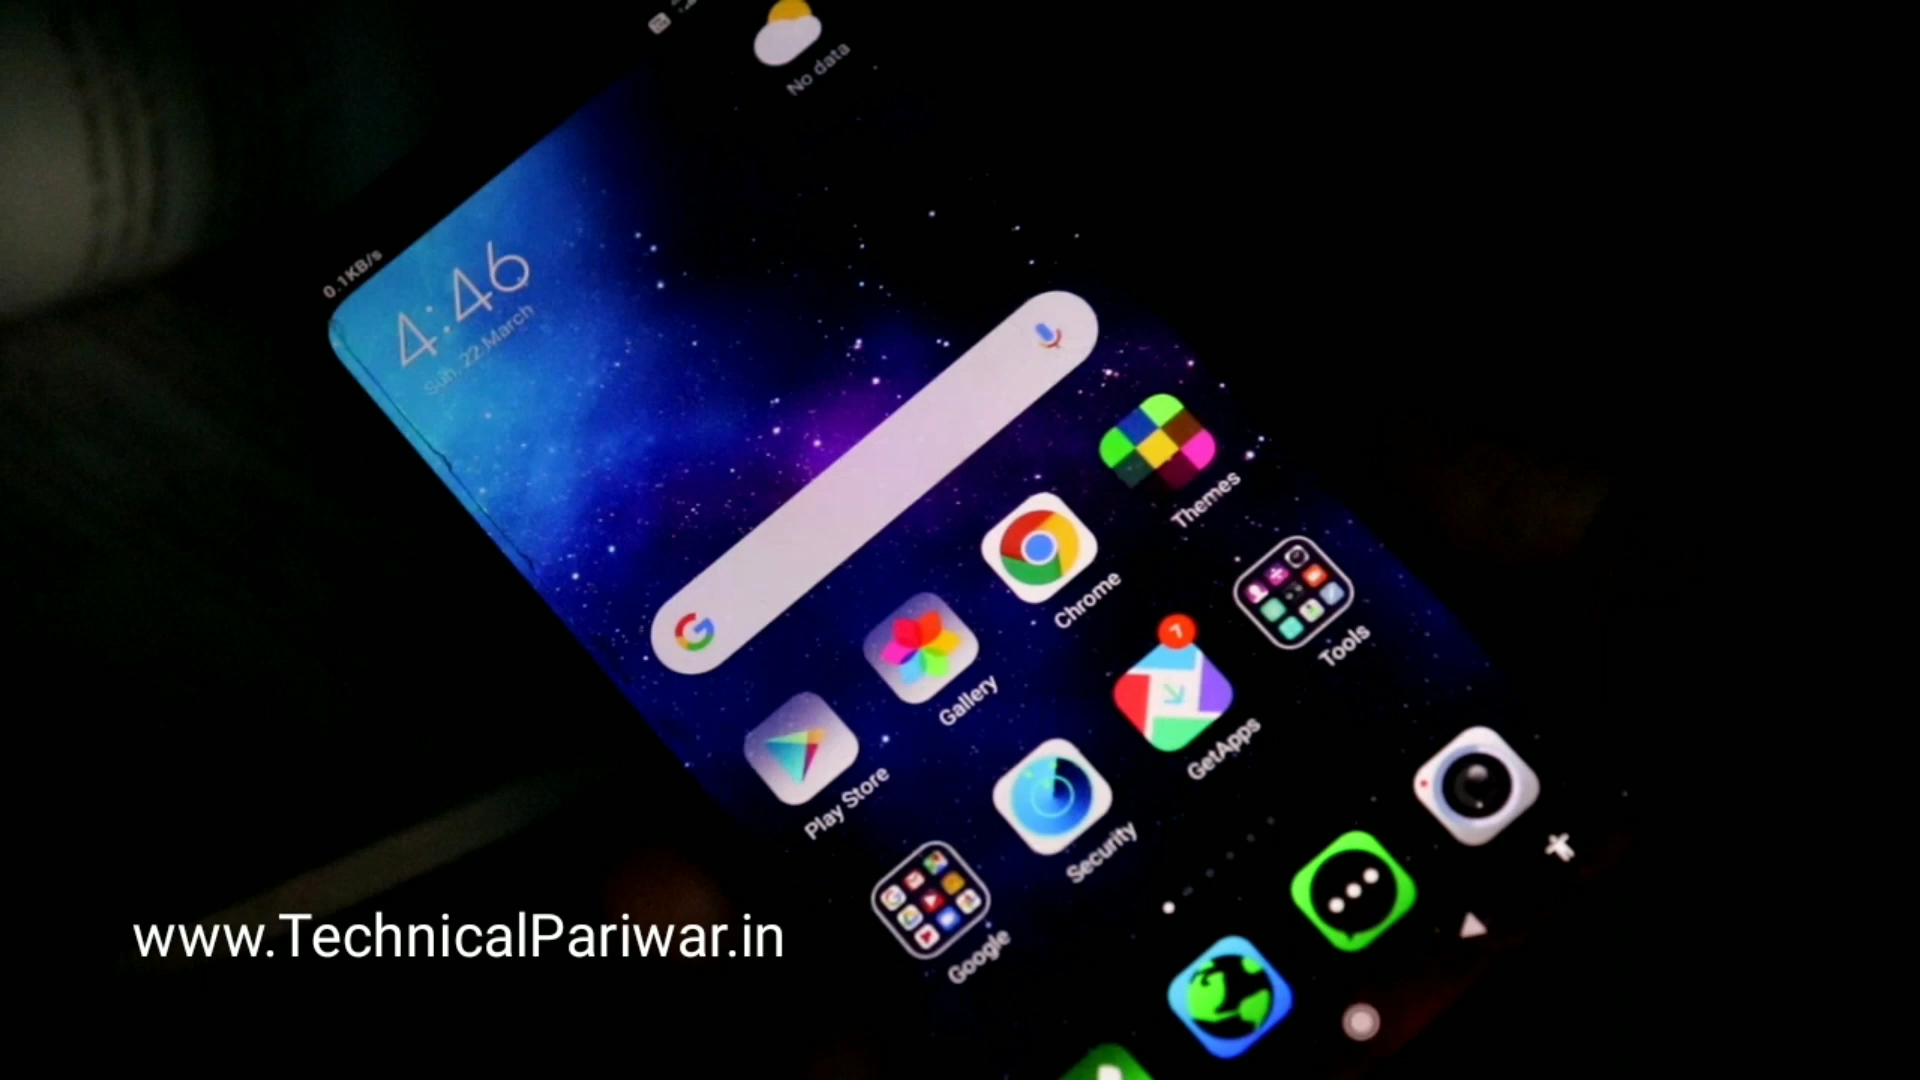 No data
0.1KB/s
4:46
Sun, 22 March
Themes
Chrome
Tools
Gallery
7
GetApps
Play Store
Security
Google
www.TechnicalPariwar.in